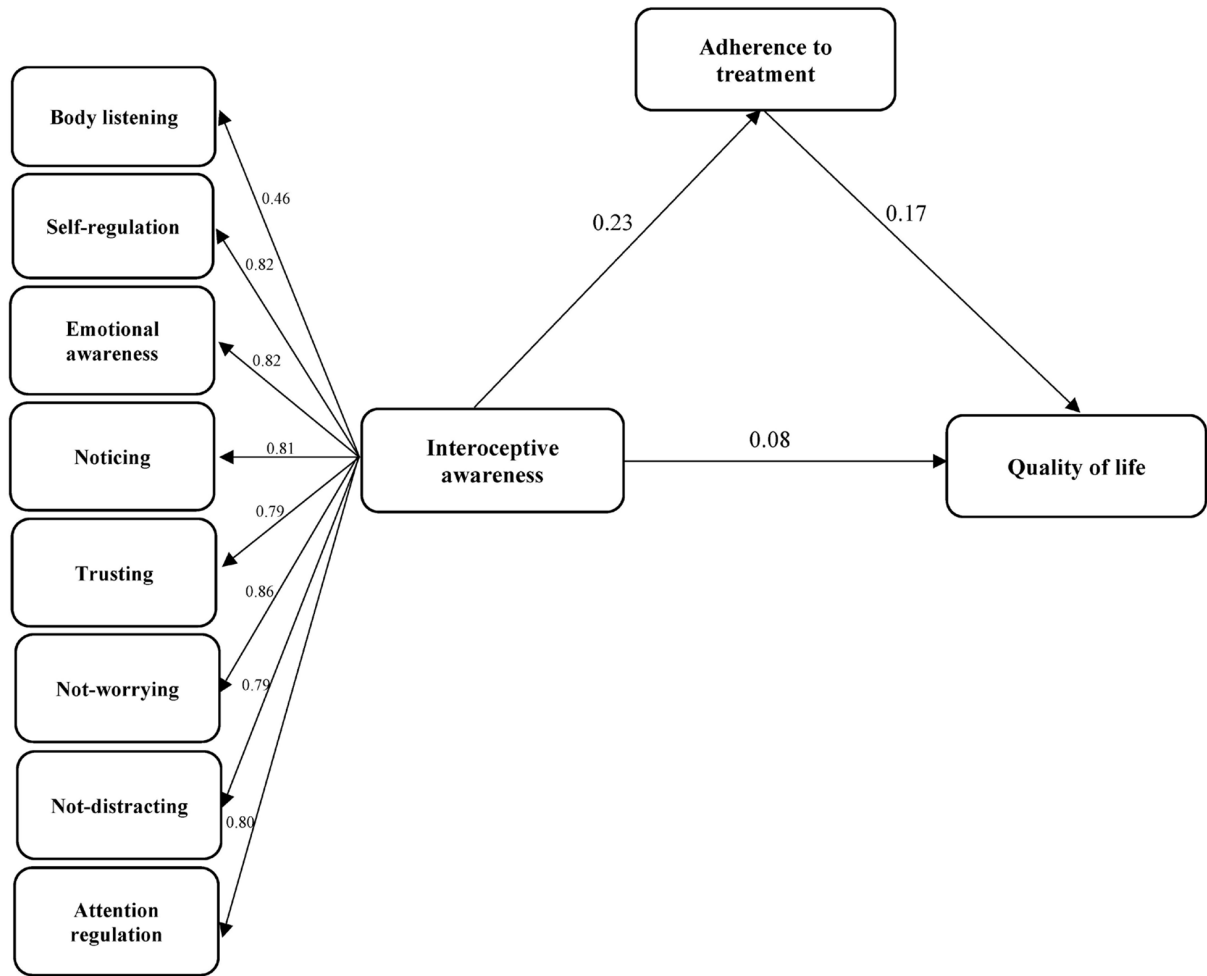 Adherence to
treatment
Body listening
0.46
Self-regulation
0.82
0.23
0.17
Emotional
awareness
0.82
Noticing
0.81
Interoceptive
awareness
0.08
Quality of life
Trusting
0.79
0.86
Not-worrying
0.79
Not-distracting
0.80
Attention
regulation